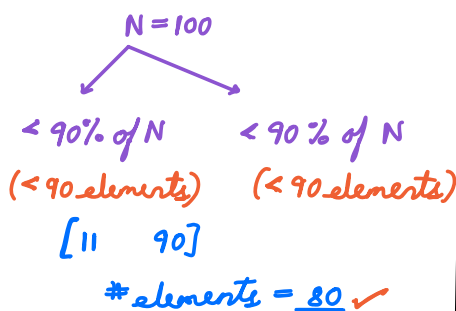 N = 100
< 90% of N < 90% of N
(< 90 elements) (< 90 elements)
[11 90]
# elements = 80 ✓